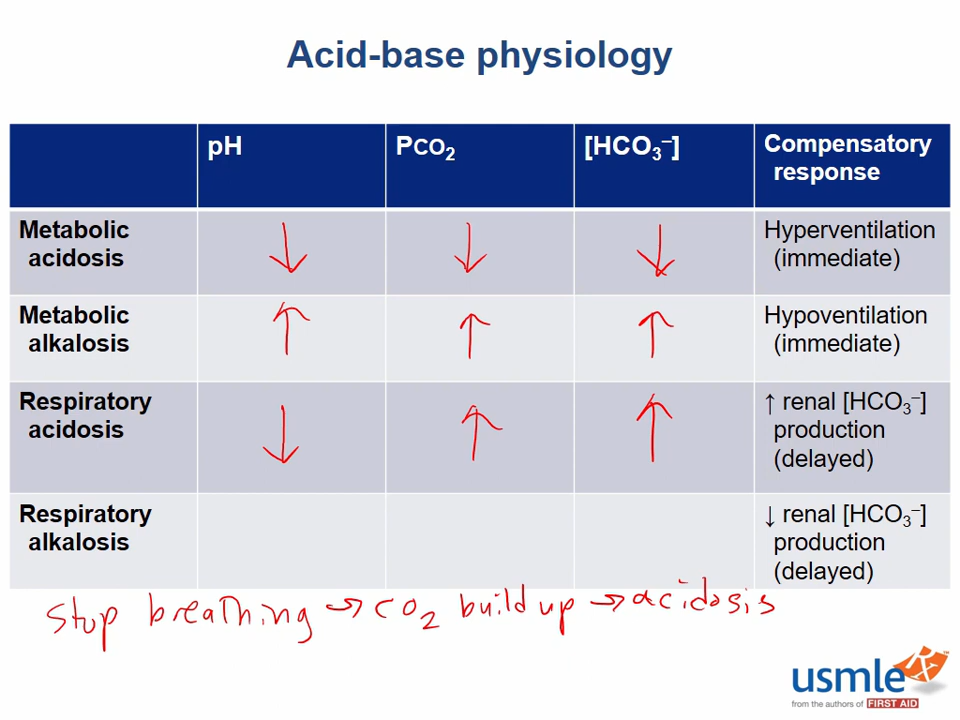 Acid-base physiology
pH PCO₂ [HCO₃⁻] Compensatory
response
Metabolic
acidosis
↓ ↓ ↓
Hyperventilation
(immediate)
Metabolic
alkalosis
↑ ↑ ↑
Hypoventilation
(immediate)
Respiratory
acidosis
↓ ↑ ↑
↑ renal [HCO₃⁻]
production
(delayed)
Respiratory
alkalosis
↓ renal [HCO₃⁻]
production
(delayed)
Stop breathing → CO₂ build up → acidosis
usmle Rx™
from the authors of FIRST AID